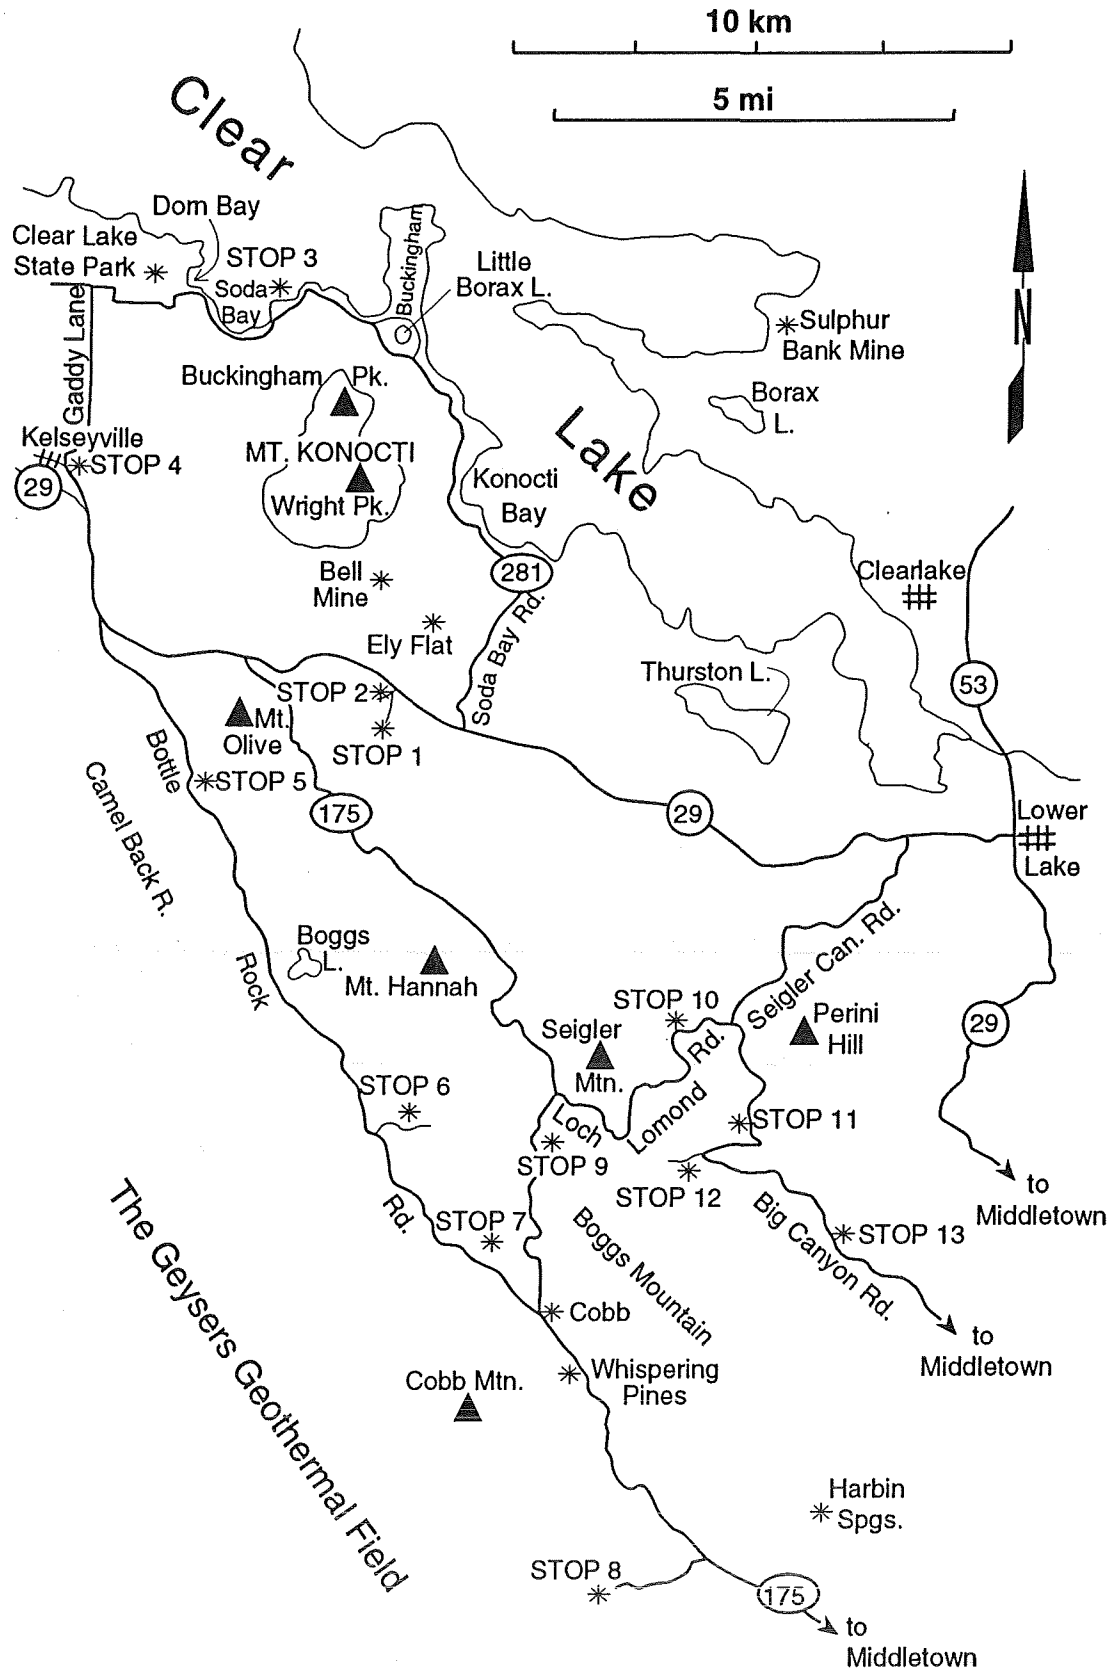 10 km
5 mi
Clear
Dorn Bay
Clear Lake
State Park
STOP 3
Soda
Bay
Buckingham
Little
Borax L.
N
Sulphur
Bank Mine
Gaddy Lane
Buckingham Pk.
Borax
L.
Lake
Kelseyville
STOP 4
29
MT. KONOCTI
Wright Pk.
Konocti
Bay
281
Bell
Mine
Clearlake
Ely Flat
Soda Bay Rd.
Thurston L.
53
STOP 2
Mt.
Olive
STOP 1
Bottle
STOP 5
Camel Back R.
175
29
Lower
Lake
Boggs
L.
Mt. Hannah
Rock
Seigler Can. Rd.
STOP 10
Seigler
Mtn.
Rd.
Perini
Hill
29
STOP 6
Loch
Lomond
STOP 11
STOP 9
STOP 12
to
Middletown
The Geysers Geothermal Field
Rd.
STOP 7
Boggs Mountain
Big Canyon Rd.
STOP 13
Cobb
to
Middletown
Whispering
Pines
Cobb Mtn.
Harbin
Spgs.
STOP 8
175
to
Middletown